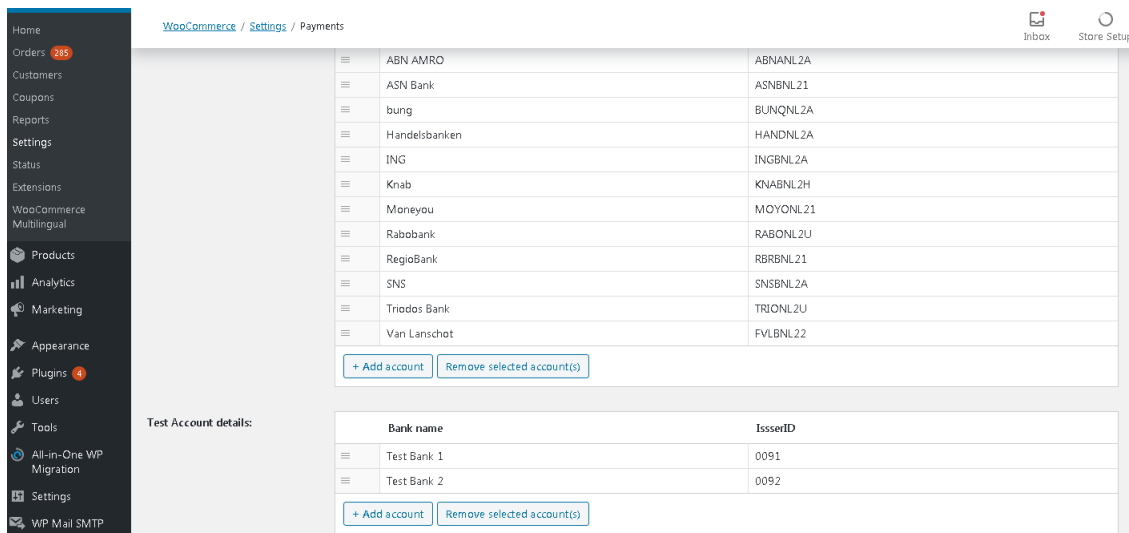 WooCommerce / Settings / Payments
Inbox
Store Setup
Home
Orders 285
Customers
Coupons
Reports
Settings
Status
Extensions
WooCommerce
Multilingual
Products
Analytics
Marketing
Appearance
Plugins 4
Users
Tools
All-in-One WP
Migration
Settings
WP Mail SMTP
ABN AMRO ABNANL2A
ASN Bank ASNBNL21
bunq BUNQNL2A
Handelsbanken HANDNL2A
ING INGBNL2A
Knab KNABNL2H
Moneyou MOYONL21
Rabobank RABONL2U
RegioBank RBRBNL21
SNS SNSBNL2A
Triodos Bank TRIONL2U
Van Lanschot FVLBNL22
+ Add account Remove selected account(s)
Test Account details:
Bank name IssserID
Test Bank 1 0091
Test Bank 2 0092
+ Add account Remove selected account(s)